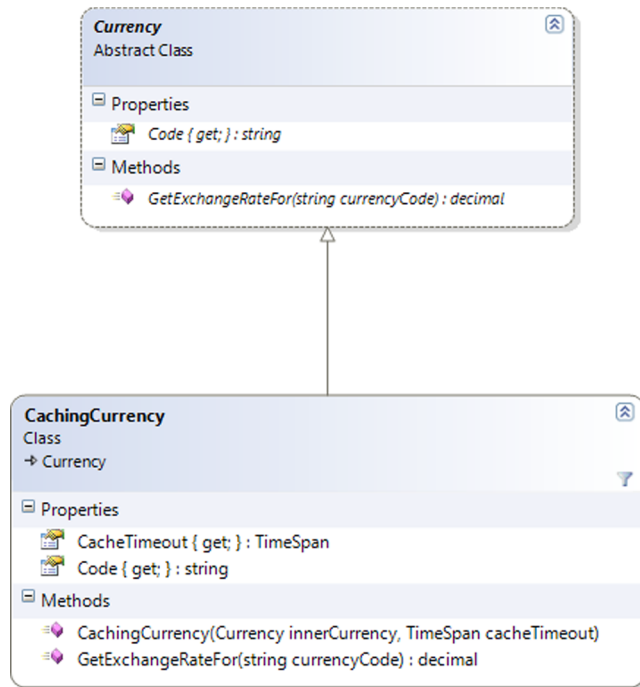 Currency
Abstract Class
Properties
Code { get; } : string
Methods
GetExchangeRateFor(string currencyCode) : decimal
CachingCurrency
Class
Currency
Properties
CacheTimeout { get; } : TimeSpan
Code { get; } : string
Methods
CachingCurrency(Currency innerCurrency, TimeSpan cacheTimeout)
GetExchangeRateFor(string currencyCode) : decimal